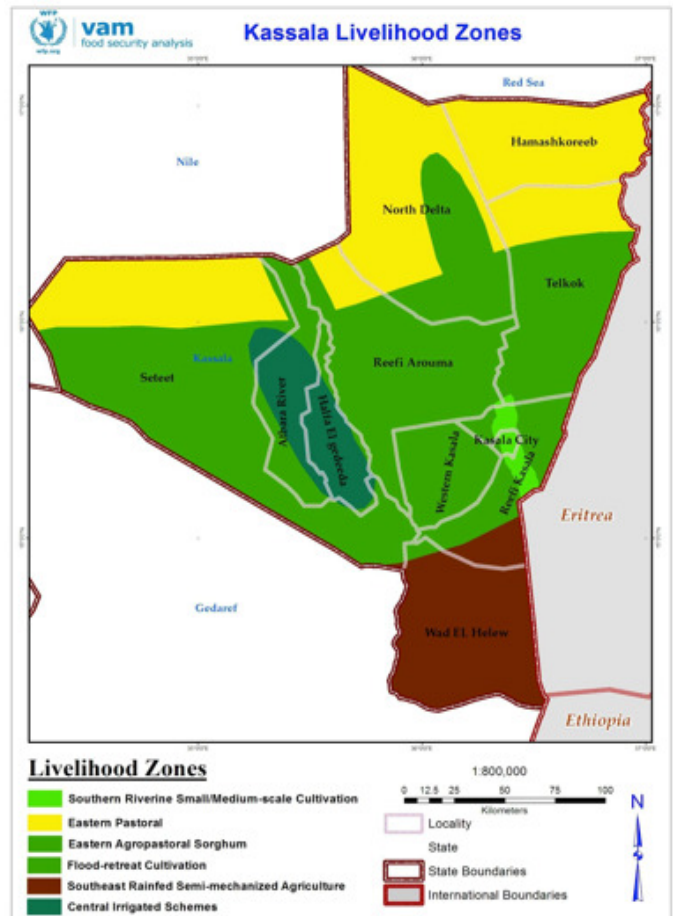 WFP
wfp.org
vam
food security analysis
Kassala Livelihood Zones
Red Sea
Hamashkoreeb
Nile
North Delta
Telkok
Kassala
Seteet
Reefi Arouma
Atbara River
Halfa El gedeeda
Western Kasala
Kasala City
Reefi Kasala
Eritrea
Gedaref
Wad EL Helew
Ethiopia
Livelihood Zones
Southern Riverine Small/Medium-scale Cultivation
Eastern Pastoral
Eastern Agropastoral Sorghum
Flood-retreat Cultivation
Southeast Rainfed Semi-mechanized Agriculture
Central Irrigated Schemes
1:800,000
0 12.5 25 50 75 100
Kilometers
Locality
State
State Boundaries
International Boundaries
N